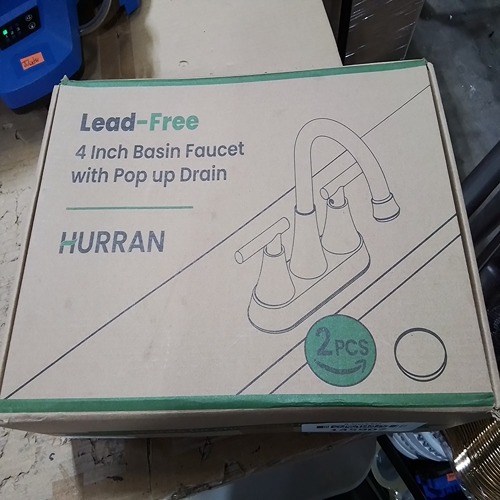 Lead-Free
4 Inch Basin Faucet
with Pop up Drain
HURRAN
2PCS